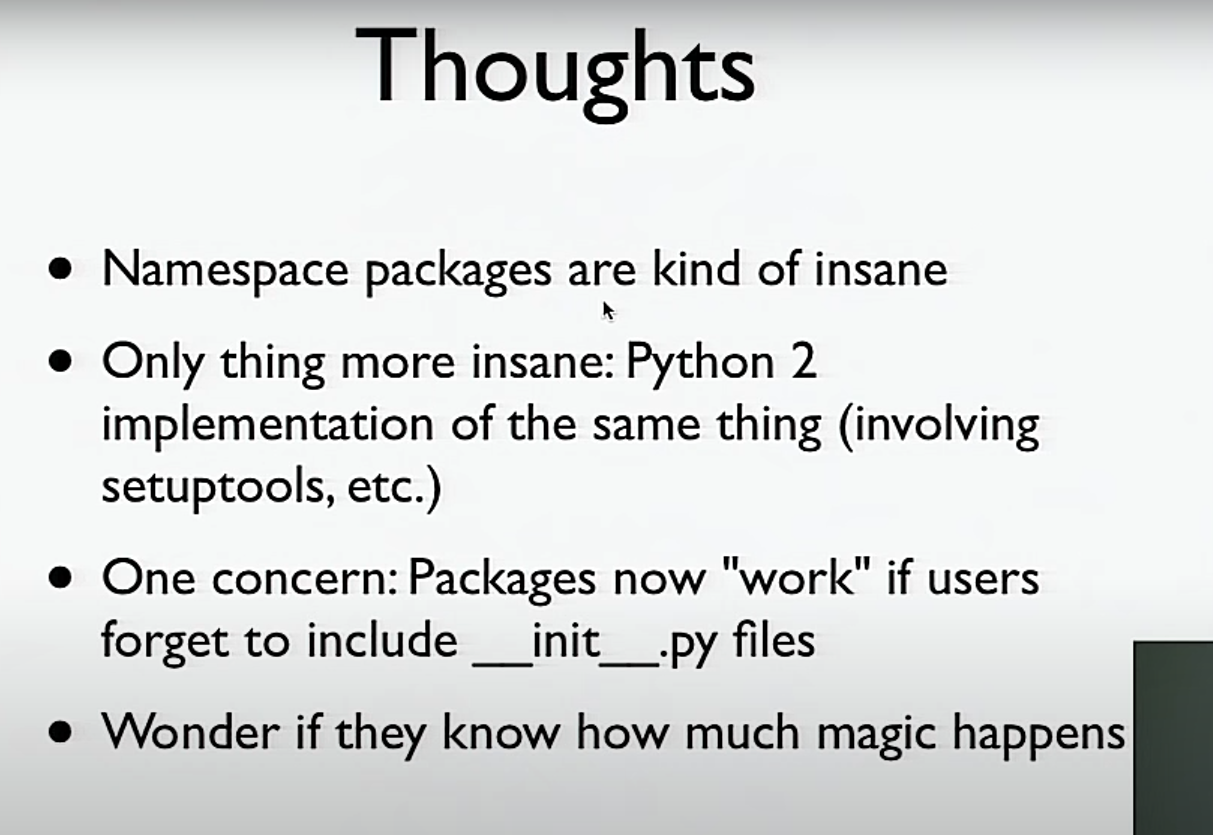 Thoughts
• Namespace packages are kind of insane
• Only thing more insane: Python 2
implementation of the same thing (involving
setuptools, etc.)
• One concern: Packages now "work" if users
forget to include __init__.py files
• Wonder if they know how much magic happens